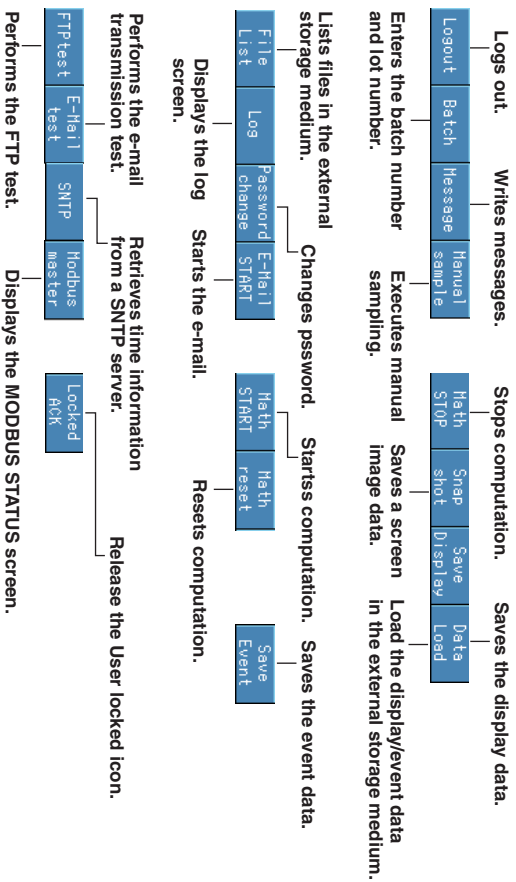 Logs out.
Writes messages.
Stops computation.
Saves the display data.
Logout
Batch
Message
Manual
sample
Math
STOP
Snap
shot
Save
Display
Data
Load
Enters the batch number
and lot number.
Executes manual
sampling.
Saves a screen
image data.
Load the display/event data
in the external storage medium.
Lists files in the external
storage medium.
Changes pssword.
Startss computation.
Saves the event data.
File
List
Log
Password
change
E-Mail
START
Math
START
Math
reset
Save
Event
Displays the log
screen.
Starts the e-mail.
Resets computation.
Performs the e-mail
transmission test.
Retrieves time information
from a SNTP server.
Release the User locked icon.
FTPtest
E-Mail
test
SNTP
Modbus
master
Locked
ACK
Performs the FTP test.
Displays the MODBUS STATUS screen.